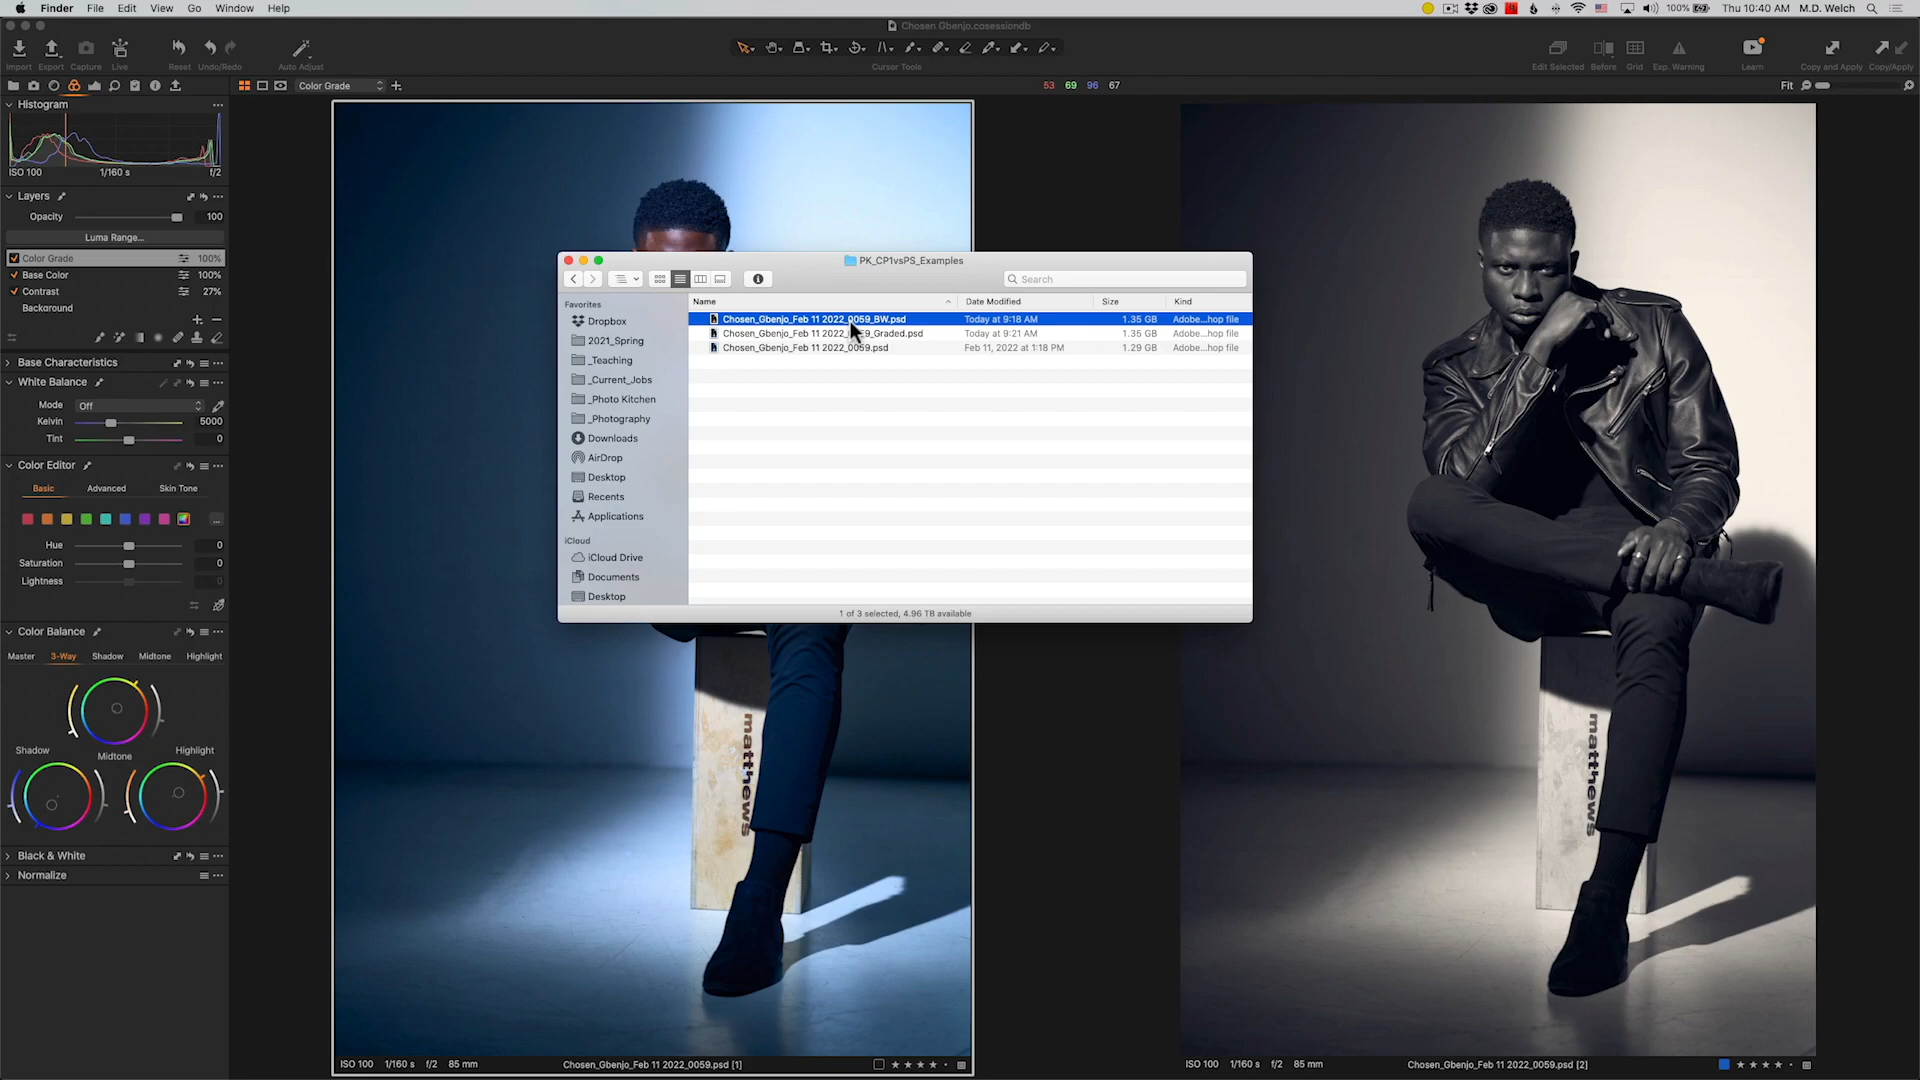 Finder File Edit View Go Window Help
100% Thu 10:40 AM M.D. Welch
Chosen Gbenjo.cosessiondb
Import Export Capture Live Reset Undo/Redo Auto Adjust Cursor Tools Edit Selected Before Grid Exp. Warning Learn Copy and Apply Copy/Apply
Color Grade 53 69 96 67 Fit
Histogram
ISO 100 1/160 s f/2
Layers
Opacity 100
Luma Range...
Color Grade 100%
Base Color 100%
Contrast 27%
Background
Base Characteristics
White Balance
Mode Off
Kelvin 5000
Tint 0
Color Editor
Basic Advanced Skin Tone
Hue 0
Saturation 0
Lightness 0
Color Balance
Master 3-Way Shadow Midtone Highlight
Shadow Midtone Highlight
Black & White
Normalize
PK_CP1vsPS_Examples
Search
Favorites
Dropbox
2021_Spring
_Teaching
_Current_Jobs
_Photo Kitchen
_Photography
Downloads
AirDrop
Desktop
Recents
Applications
iCloud
iCloud Drive
Documents
Desktop
Name Date Modified Size Kind
Chosen_Gbenjo_Feb 11 2022_0059_BW.psd Today at 9:18 AM 1.35 GB Adobe...hop file
Chosen_Gbenjo_Feb 11 2022_0059_Graded.psd Today at 9:21 AM 1.35 GB Adobe...hop file
Chosen_Gbenjo_Feb 11 2022_0059.psd Feb 11, 2022 at 1:18 PM 1.29 GB Adobe...hop file
1 of 3 selected, 4.96 TB available
matthews
matthews
ISO 100 1/160 s f/2 85 mm Chosen_Gbenjo_Feb 11 2022_0059.psd [1]
ISO 100 1/160 s f/2 85 mm Chosen_Gbenjo_Feb 11 2022_0059.psd [2]